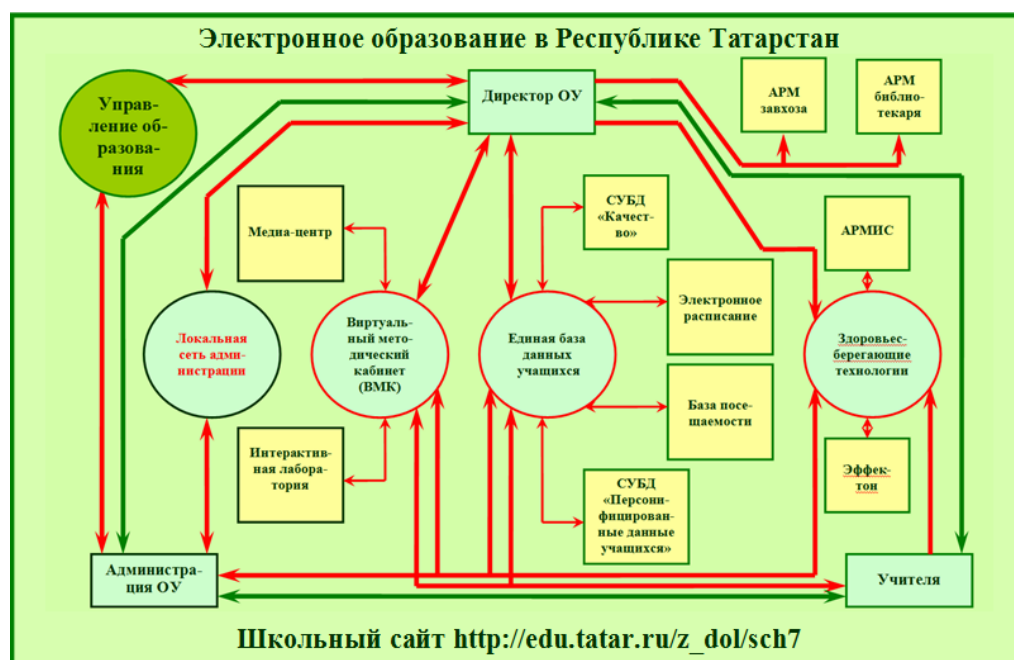 Электронное образование в Республике Татарстан
Управ-
ление об-
разова-
ния
Директор ОУ
АРМ
завхоза
АРМ
библио-
текаря
Медиа-центр
СУБД
«Качест-
во»
АРМИС
Электронное
расписание
Локальная
сеть адми-
нистрации
Виртуаль-
ный мето-
дический
кабинет
(ВМК)
Единая база
данных
учащихся
Здоровьес-
берегающие
технологии
База посе-
щаемости
Интерактив-
ная лабора-
тория
СУБД
«Персони-
фицирован-
ные данные
учащихся»
Эффек-
тон
Администра-
ция ОУ
Учителя
Школьный сайт http://edu.tatar.ru/z_dol/sch7